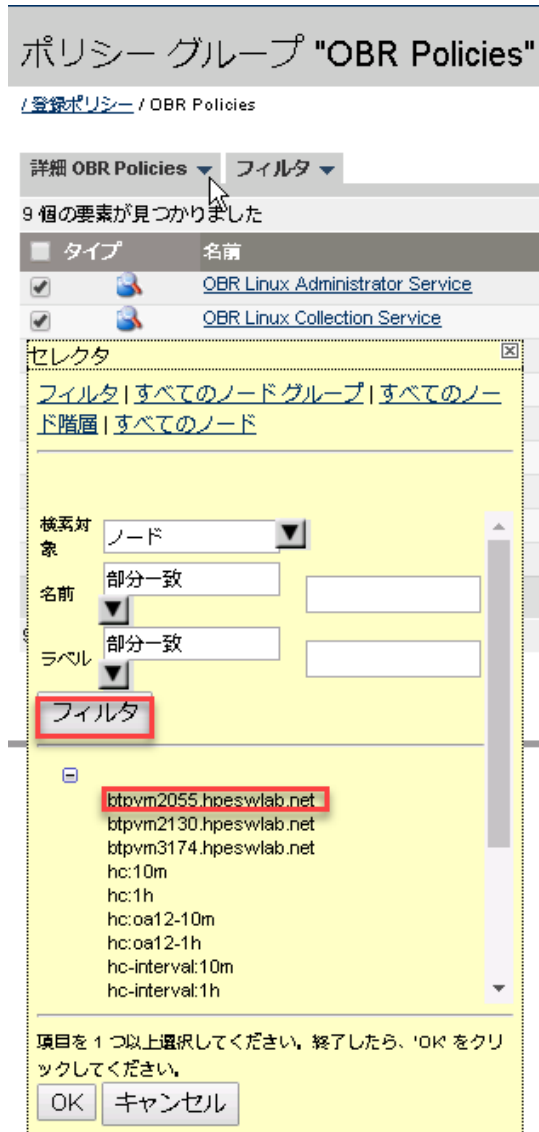 ポリシー グループ "OBR Policies"
/ 登録ポリシー / OBR Policies
詳細 OBR Policies フィルタ
9 個の要素が見つかりました
タイプ 名前
OBR Linux Administrator Service
OBR Linux Collection Service
セレクタ
フィルタ | すべてのノード グループ | すべてのノー
ド階層 | すべてのノード
検索対
象
ノード
名前
部分一致
ラベル
部分一致
フィルタ
btpvm2055.hpeswlab.net
btpvm2130.hpeswlab.net
btpvm3174.hpeswlab.net
hc:10m
hc:1h
hc:oa12-10m
hc:oa12-1h
hc-interval:10m
hc-interval:1h
項目を 1 つ以上選択してください。終了したら、'OK' をクリ
ックしてください。
OK キャンセル